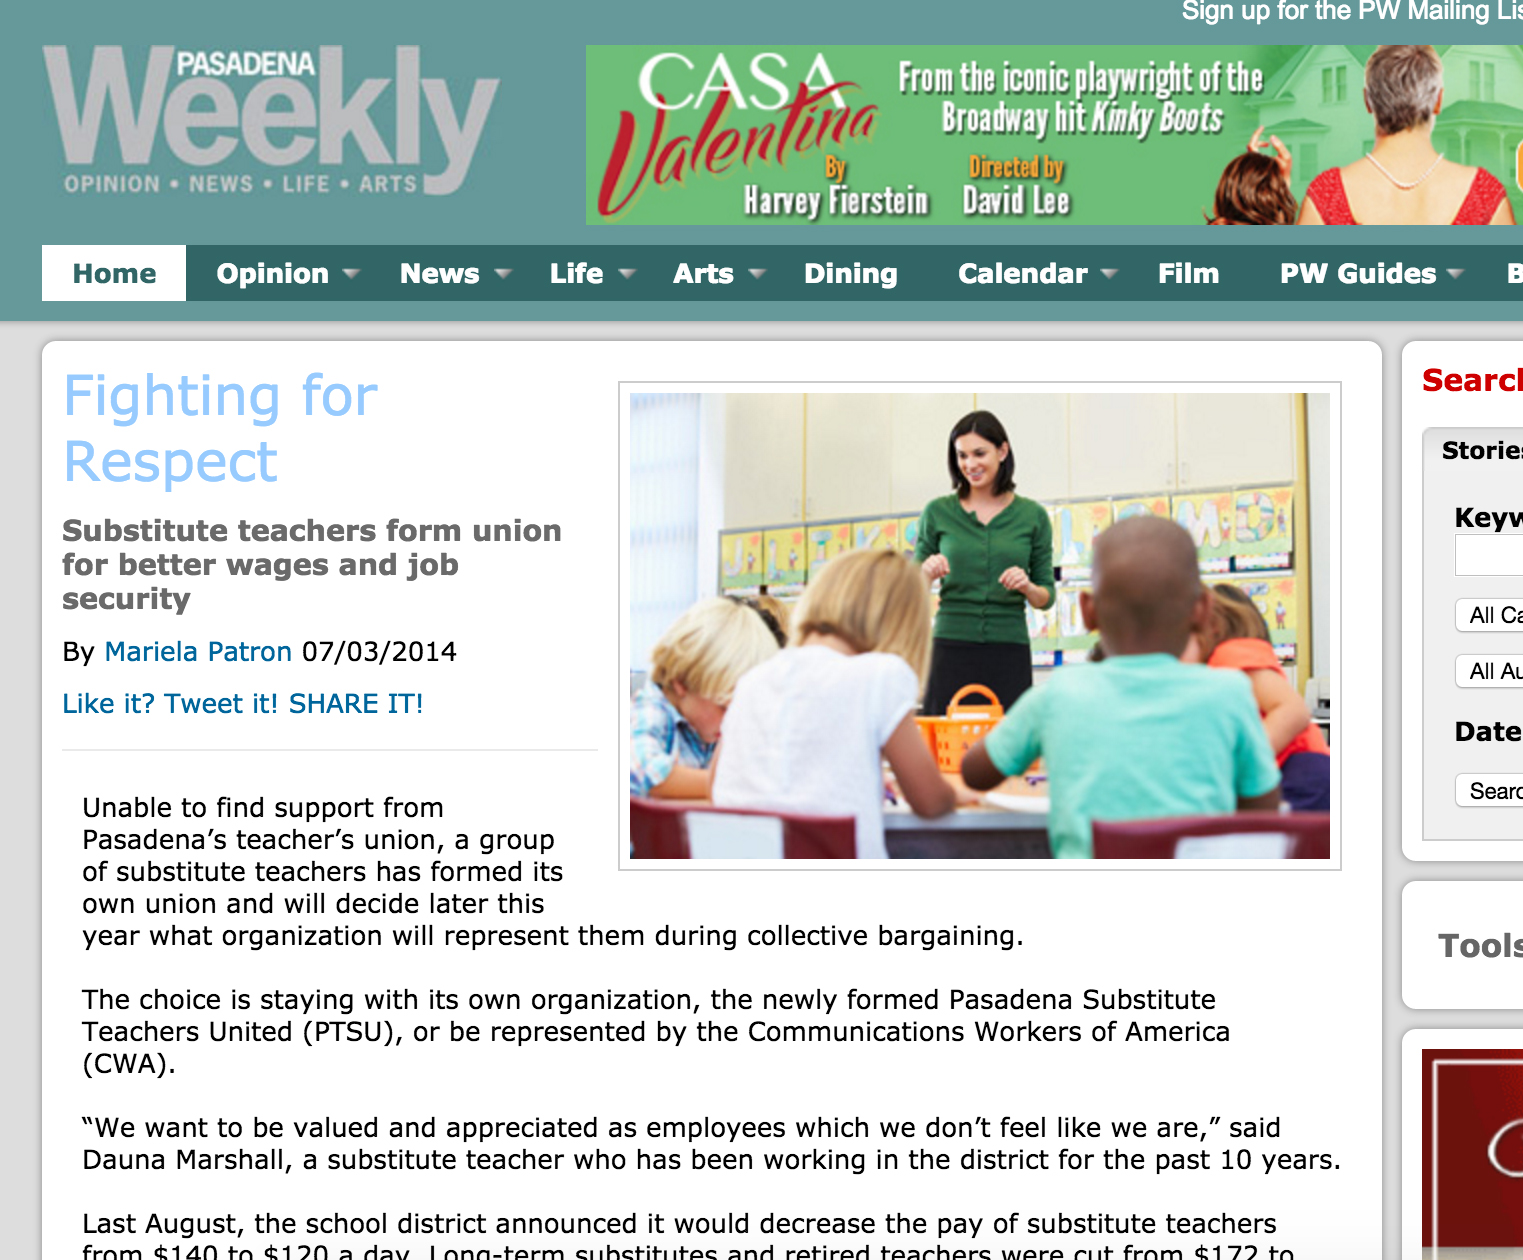 Sign up for the PW Mailing
PASADENA
Weekly
OPINION • NEWS • LIFE • ARTS
CASA
Valentina
By
Harvey Fierstein
Directed by
David Lee
From the iconic playwright of the
Broadway hit Kinky Boots
Home Opinion News Life Arts Dining Calendar Film PW Guides B
Fighting for
Respect
Substitute teachers form union
for better wages and job
security
By Mariela Patron 07/03/2014
Like it? Tweet it! SHARE IT!
Unable to find support from
Pasadena’s teacher’s union, a group
of substitute teachers has formed its
own union and will decide later this
year what organization will represent them during collective bargaining.
The choice is staying with its own organization, the newly formed Pasadena Substitute
Teachers United (PTSU), or be represented by the Communications Workers of America
(CWA).
“We want to be valued and appreciated as employees which we don’t feel like we are,” said
Dauna Marshall, a substitute teacher who has been working in the district for the past 10 years.
Last August, the school district announced it would decrease the pay of substitute teachers
from $140 to $120 a day. Long-term substitutes and retired teachers were cut from $172 to
Search
Stories
Keyw
All Ca
All Au
Date
Searc
Tools